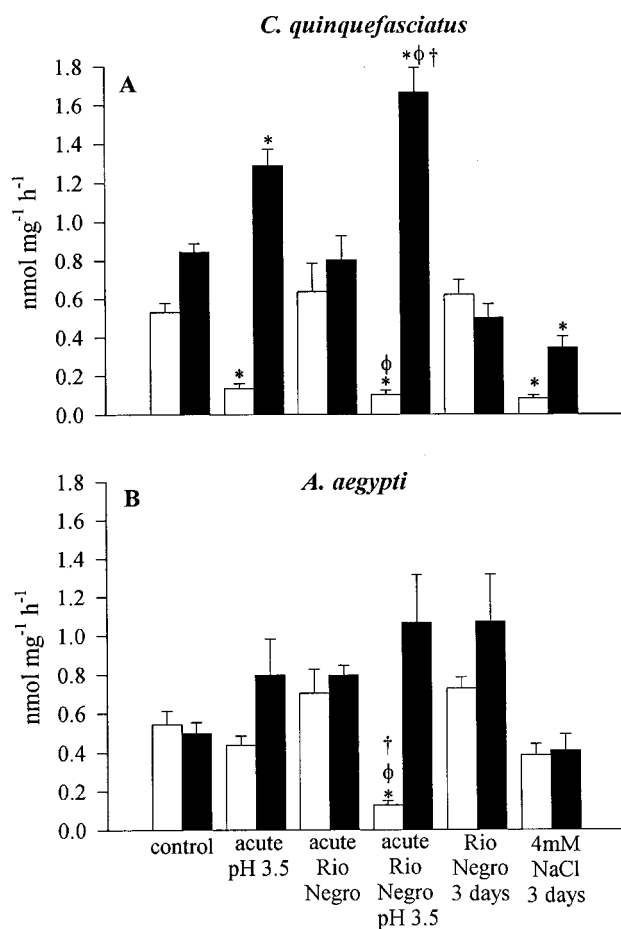 C. quinquefasciatus
A
nmol mg⁻¹ h⁻¹
1.8
1.6
1.4
1.2
1.0
0.8
0.6
0.4
0.2
0.0
*
*
ϕ
*
*ϕ†
*
*
A. aegypti
B
nmol mg⁻¹ h⁻¹
1.8
1.6
1.4
1.2
1.0
0.8
0.6
0.4
0.2
0.0
†
ϕ
*
control
acute
pH 3.5
acute
Rio
Negro
acute
Rio
Negro
pH 3.5
Rio
Negro
3 days
4mM
NaCl
3 days